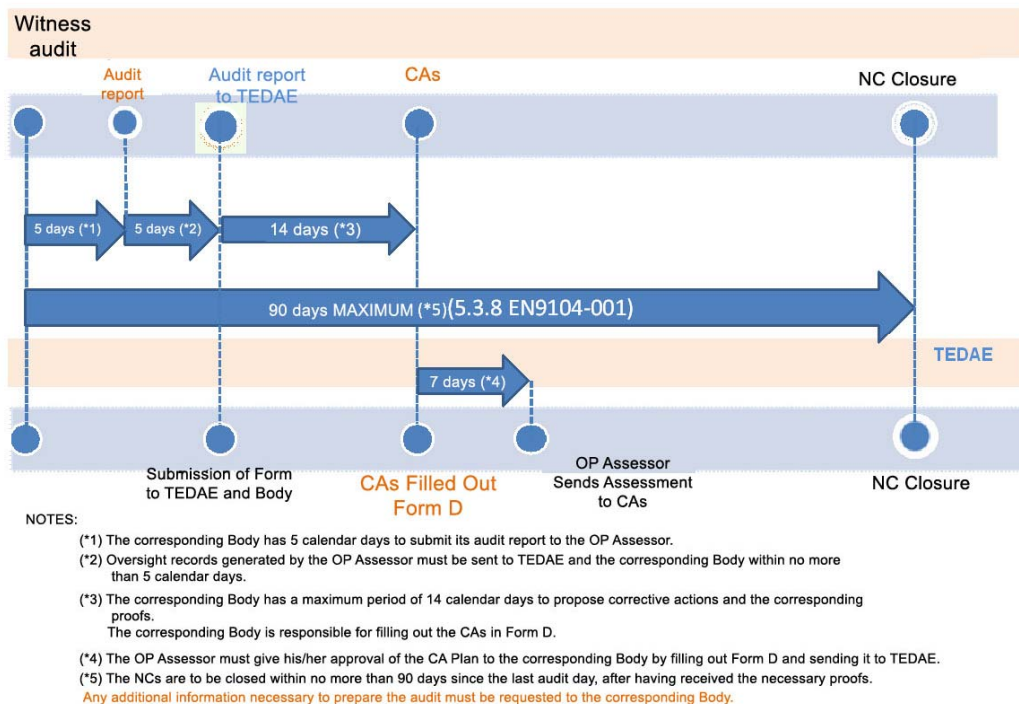 Witness
audit
Audit
report
Audit report
to TEDAE
CAs
NC Closure
5 days (*1)
5 days (*2)
14 days (*3)
90 days MAXIMUM (*5)(5.3.8 EN9104-001)
TEDAE
7 days (*4)
Submission of Form
to TEDAE and Body
CAs Filled Out
Form D
OP Assessor
Sends Assessment
to CAs
NC Closure
NOTES:
(*1) The corresponding Body has 5 calendar days to submit its audit report to the OP Assessor.
(*2) Oversight records generated by the OP Assessor must be sent to TEDAE and the corresponding Body within no more
than 5 calendar days.
(*3) The corresponding Body has a maximum period of 14 calendar days to propose corrective actions and the corresponding
proofs.
The corresponding Body is responsible for filling out the CAs in Form D.
(*4) The OP Assessor must give his/her approval of the CA Plan to the corresponding Body by filling out Form D and sending it to TEDAE.
(*5) The NCs are to be closed within no more than 90 days since the last audit day, after having received the necessary proofs.
Any additional information necessary to prepare the audit must be requested to the corresponding Body.